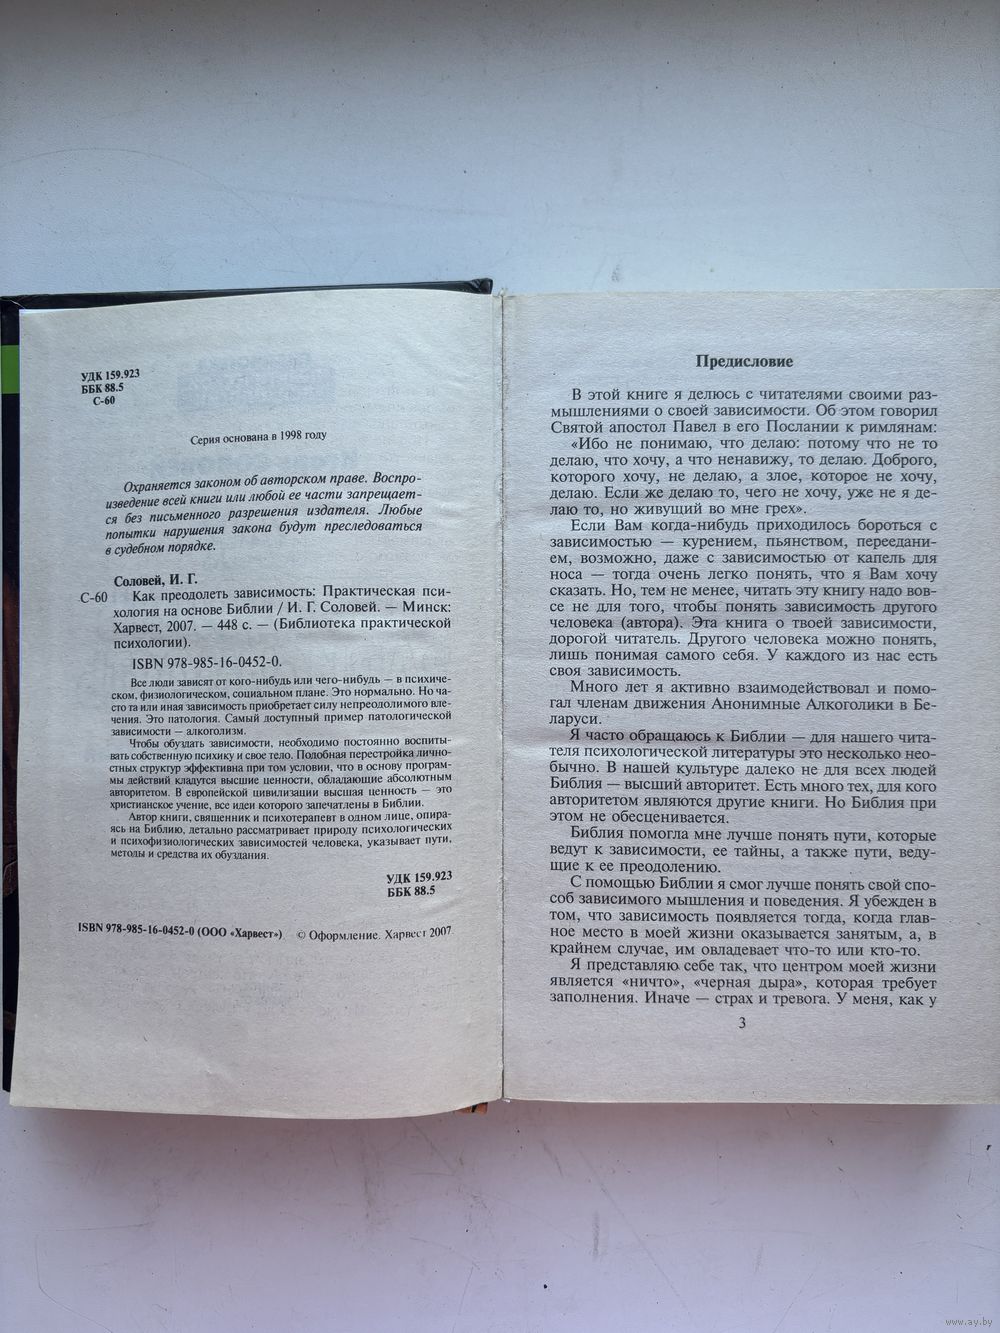 УДК 159.923
ББК 88.5
С-60
Серия основана в 1998 году
Охраняется законом об авторском праве. Воспро-
изведение всей книги или любой ее части запрещает-
ся без письменного разрешения издателя. Любые
попытки нарушения закона будут преследоваться
в судебном порядке.
Соловей, И. Г.
С-60 Как преодолеть зависимость: Практическая пси-
хология на основе Библии / И. Г. Соловей. — Минск:
Харвест, 2007. — 448 с. — (Библиотека практической
психологии).
ISBN 978-985-16-0452-0.
Все люди зависят от кого-нибудь или чего-нибудь — в психиче-
ском, физиологическом, социальном плане. Это нормально. Но ча-
сто та или иная зависимость приобретает силу непреодолимого вле-
чения. Это патология. Самый доступный пример патологической
зависимости — алкоголизм.
Чтобы обуздать зависимости, необходимо постоянно воспиты-
вать собственную психику и свое тело. Подобная перестройка лично-
стных структур эффективна при том условии, что в основу програм-
мы действий кладутся высшие ценности, обладающие абсолютным
авторитетом. В европейской цивилизации высшая ценность — это
христианское учение, все идеи которого запечатлены в Библии.
Автор книги, священник и психотерапевт в одном лице, опира-
ясь на Библию, детально рассматривает природу психологических
и психофизиологических зависимостей человека, указывает пути,
методы и средства их обуздания.
УДК 159.923
ББК 88.5
ISBN 978-985-16-0452-0 (ООО «Харвест») © Оформление. Харвест 2007
Предисловие
В этой книге я делюсь с читателями своими раз-
мышлениями о своей зависимости. Об этом говорил
Святой апостол Павел в его Послании к римлянам:
«Ибо не понимаю, что делаю: потому что не то
делаю, что хочу, а что ненавижу, то делаю. Доброго,
которого хочу, не делаю, а злое, которое не хочу,
делаю. Если же делаю то, чего не хочу, уже не я де-
лаю то, но живущий во мне грех».
Если Вам когда-нибудь приходилось бороться с
зависимостью — курением, пьянством, перееданди-
ем, возможно, даже с зависимостью от капель для
носа — тогда очень легко понять, что я Вам хочу
сказать. Но, тем не менее, читать эту книгу надо вов-
се не для того, чтобы понять зависимость другого
человека (автора). Эта книга о твоей зависимости,
дорогой читатель. Другого человека можно понять,
лишь понимая самого себя. У каждого из нас есть
своя зависимость.
Много лет я активно взаимодействовал и помо-
гал членам движения Анонимные Алкоголики в Бе-
ларуси.
Я часто обращаюсь к Библии — для нашего чита-
теля психологической литературы это несколько нео-
бычно. В нашей культуре далеко не для всех людей
Библия — высший авторитет. Есть много тех, для кого
авторитетом являются другие книги. Но Библия при
этом не обесценивается.
Библия помогла мне лучше понять пути, которые
ведут к зависимости, ее тайны, а также пути, веду-
щие к ее преодолению.
С помощью Библии я смог лучше понять свой спо-
соб зависимого мышления и поведения. Я убежден в
том, что зависимость появляется тогда, когда глав-
ное место в моей жизни оказывается занятым, а, в
крайнем случае, им овладевает что-то или кто-то.
Я представляю себе так, что центром моей жизни
является «ничто», «черная дыра», которая требует
заполнения. Иначе — страх и тревога. У меня, как у
3
www.ay.by